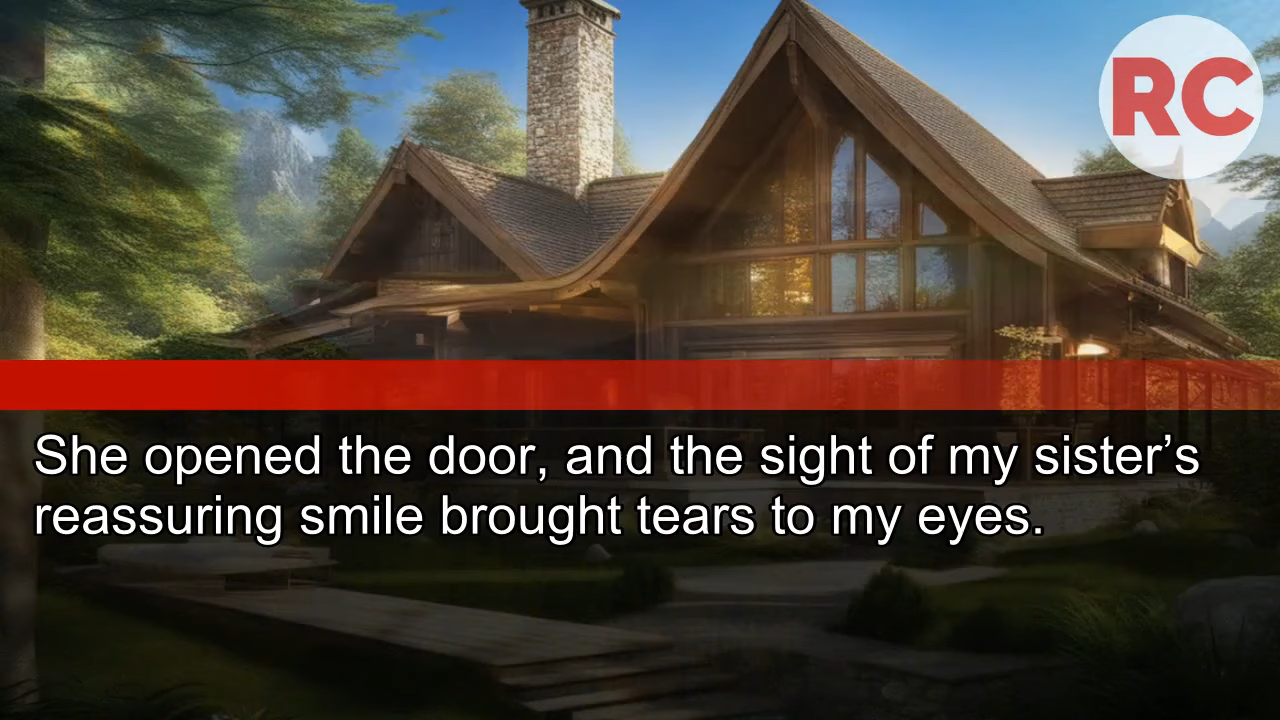 RC
She opened the door, and the sight of my sister’s
reassuring smile brought tears to my eyes.